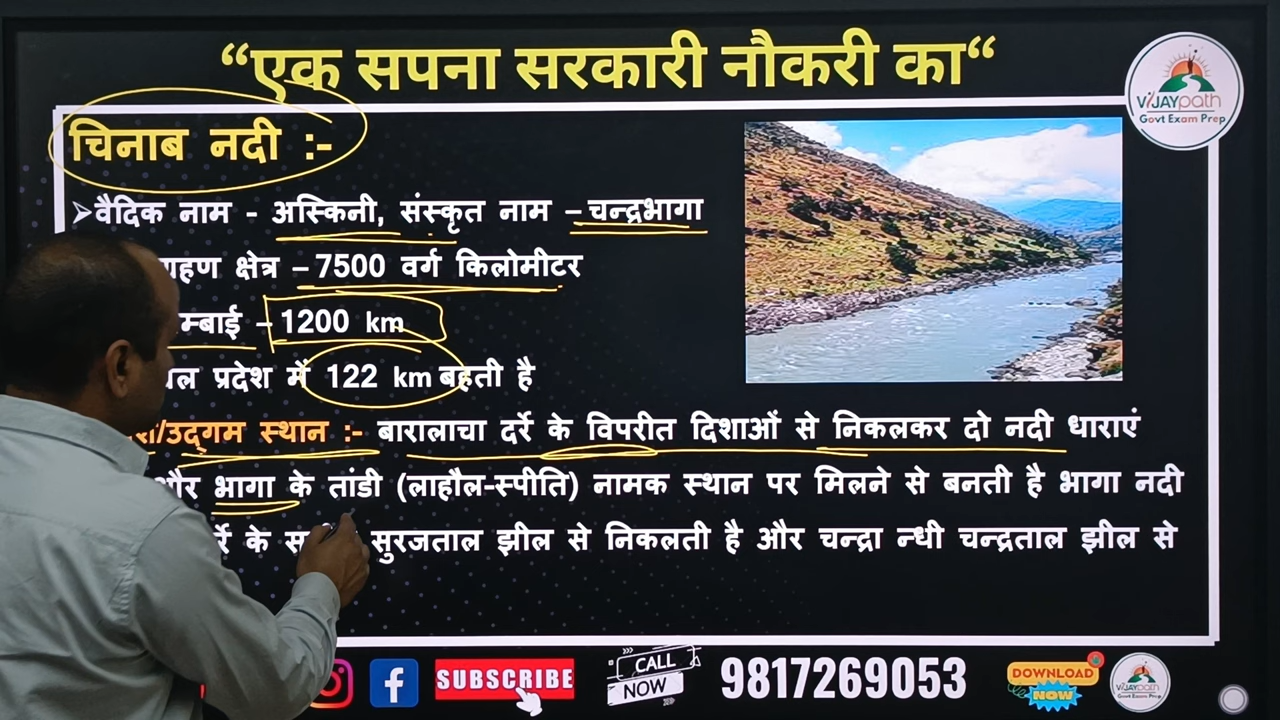 “एक सपना सरकारी नौकरी का“
VIJAYpath
Govt Exam Prep
चिनाब नदी :-
➢वैदिक नाम - अस्किनी, संस्कृत नाम – चन्द्रभागा
क्षेत्र – 7500 वर्ग किलोमीटर
1200 km
प्रदेश में 122 km बहती है
उद्गम स्थान :- बारालाचा दर्रे के विपरीत दिशाओं से निकलकर दो नदी धाराएं
और भागा के तांडी (लाहौल-स्पीति) नामक स्थान पर मिलने से बनती है भागा नदी
के सुरजताल झील से निकलती है और चन्द्रा न्धी चन्द्रताल झील से
SUBSCRIBE
CALL NOW
9817269053
DOWNLOAD NOW
VIJAYpath
Govt Exam Prep